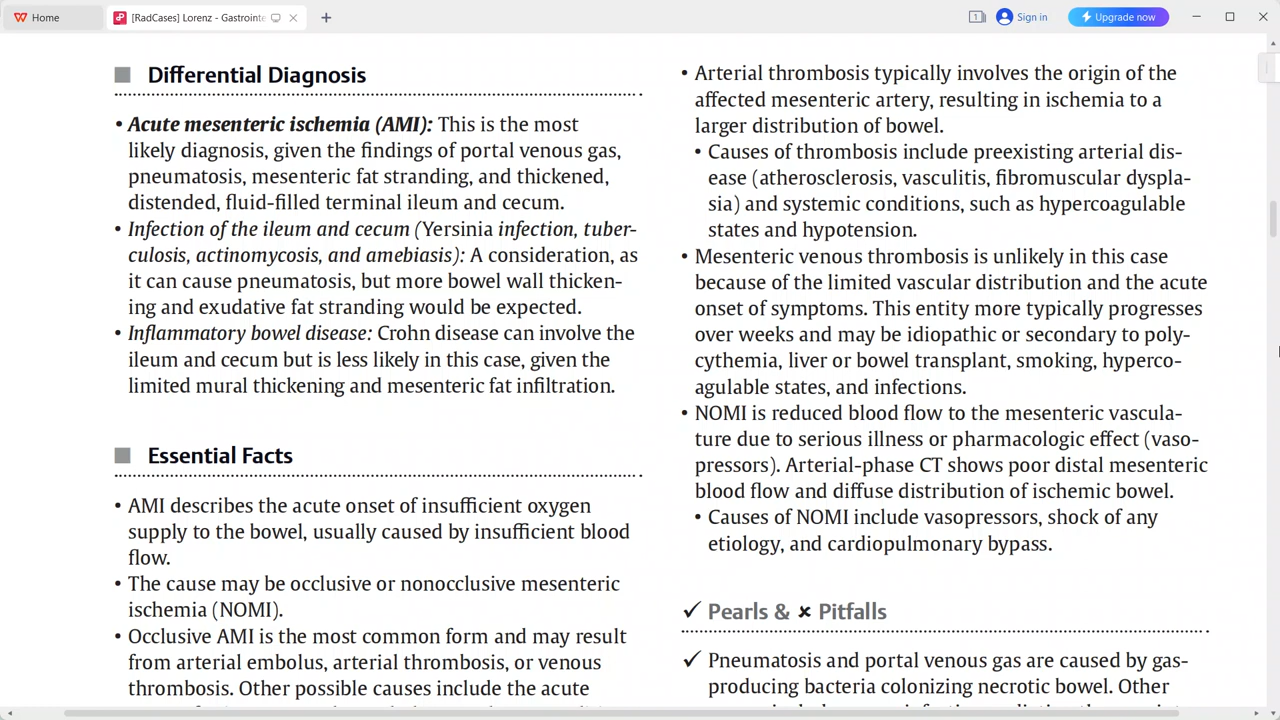 Home
[RadCases] Lorenz - Gastrointe
Sign in
Upgrade now
Differential Diagnosis
• Acute mesenteric ischemia (AMI): This is the most
likely diagnosis, given the findings of portal venous gas,
pneumatosis, mesenteric fat stranding, and thickened,
distended, fluid-filled terminal ileum and cecum.
• Infection of the ileum and cecum (Yersinia infection, tuber-
culosis, actinomycosis, and amebiasis): A consideration, as
it can cause pneumatosis, but more bowel wall thicken-
ing and exudative fat stranding would be expected.
• Inflammatory bowel disease: Crohn disease can involve the
ileum and cecum but is less likely in this case, given the
limited mural thickening and mesenteric fat infiltration.
Essential Facts
• AMI describes the acute onset of insufficient oxygen
supply to the bowel, usually caused by insufficient blood
flow.
• The cause may be occlusive or nonocclusive mesenteric
ischemia (NOMI).
• Occlusive AMI is the most common form and may result
from arterial embolus, arterial thrombosis, or venous
thrombosis. Other possible causes include the acute
• Arterial thrombosis typically involves the origin of the
affected mesenteric artery, resulting in ischemia to a
larger distribution of bowel.
• Causes of thrombosis include preexisting arterial dis-
ease (atherosclerosis, vasculitis, fibromuscular dyspla-
sia) and systemic conditions, such as hypercoagulable
states and hypotension.
• Mesenteric venous thrombosis is unlikely in this case
because of the limited vascular distribution and the acute
onset of symptoms. This entity more typically progresses
over weeks and may be idiopathic or secondary to poly-
cythemia, liver or bowel transplant, smoking, hyperco-
agulable states, and infections.
• NOMI is reduced blood flow to the mesenteric vascula-
ture due to serious illness or pharmacologic effect (vaso-
pressors). Arterial-phase CT shows poor distal mesenteric
blood flow and diffuse distribution of ischemic bowel.
• Causes of NOMI include vasopressors, shock of any
etiology, and cardiopulmonary bypass.
✓ Pearls & ✘ Pitfalls
✓ Pneumatosis and portal venous gas are caused by gas-
producing bacteria colonizing necrotic bowel. Other